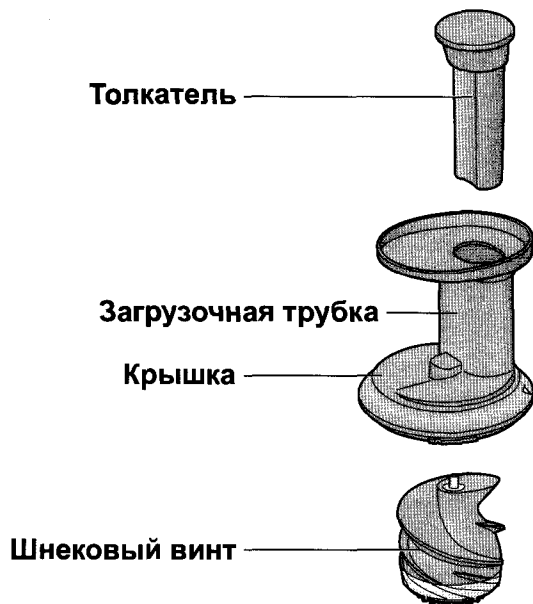 Толкатель
Загрузочная трубка
Крышка
Шнековый винт